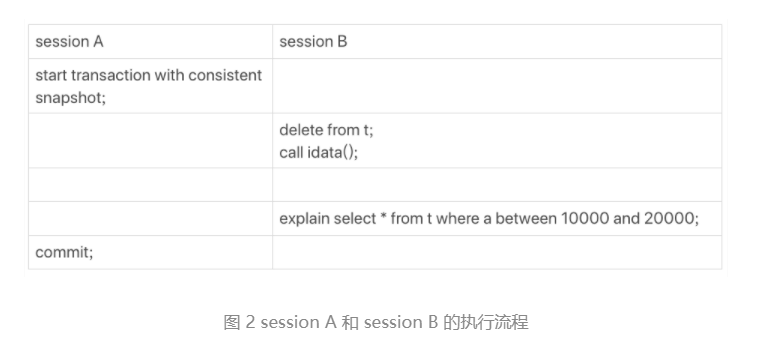 session A
session B
start transaction with consistent
snapshot;
delete from t;
call idata();
explain select * from t where a between 10000 and 20000;
commit;
图 2 session A 和 session B 的执行流程